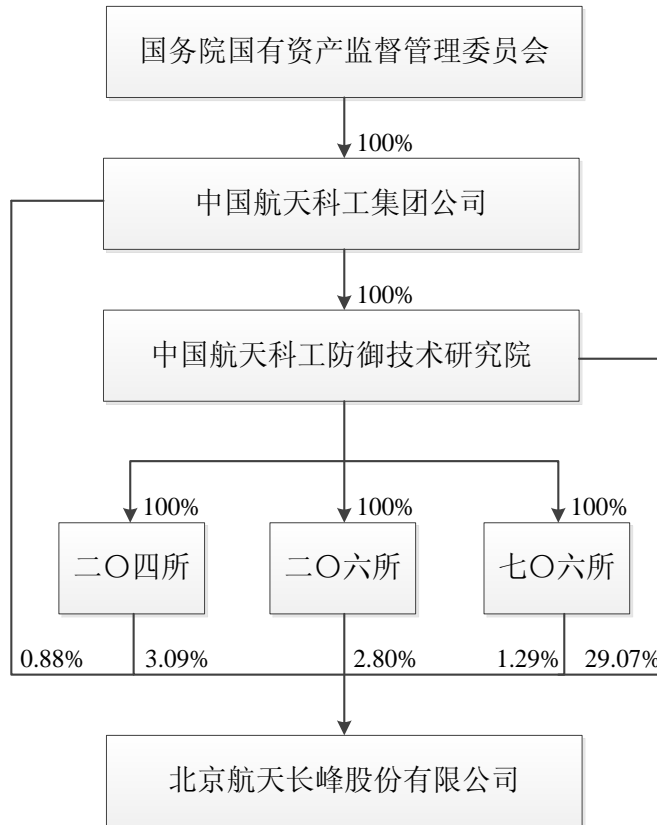 国务院国有资产监督管理委员会
100%
中国航天科工集团公司
100%
中国航天科工防御技术研究院
100%
100%
100%
二〇四所
二〇六所
七〇六所
0.88%
3.09%
2.80%
1.29%
29.07%
北京航天长峰股份有限公司